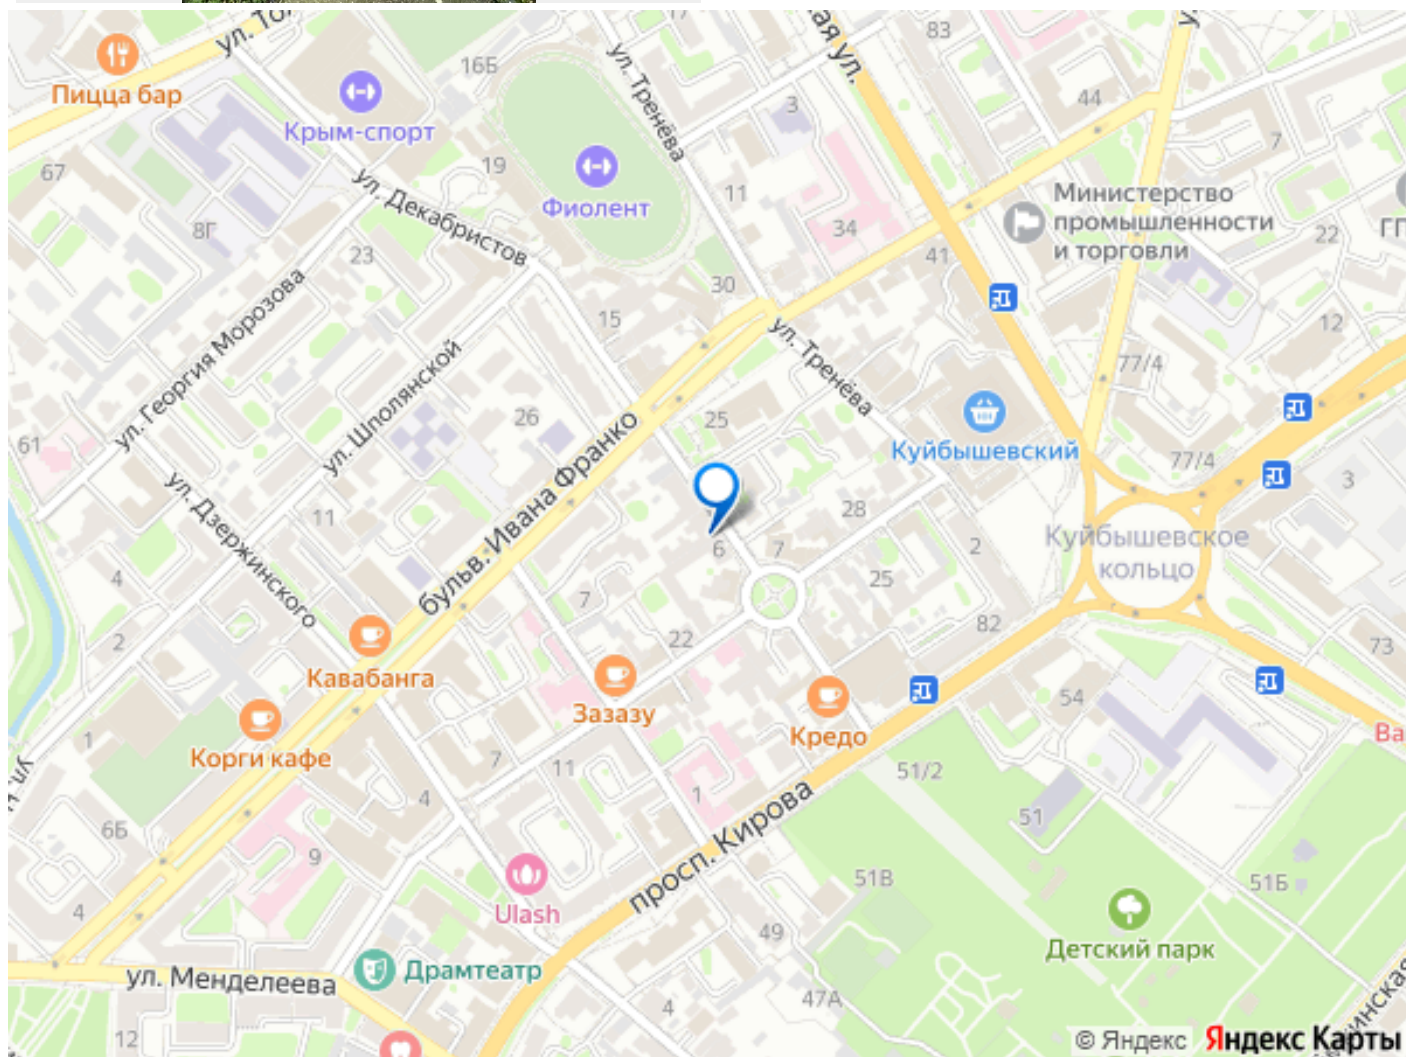 ул. То
17
ая ул.
83
у
Пицца бар
16Б
Крым-спорт
ул. Тренёва
3
44
7
67
19
Фиолент
11
Министерство
промышленности
и торговли
8Г
ул. Декабристов
34
22
ГП
23
41
30
ул. Георгия Морозова
15
12
ул. Тренёва
77/4
ул. Шполянской
26
25
Куйбышевский
61
77/4
3
ул. Дзержинского
бульв. Ивана Франко
11
28
6
7
2
Куйбышевское
кольцо
4
25
7
2
22
82
73
Кавабанга
Зазазу
54
Корги кафе
Кредо
Ва
1
7
11
51/2
4
1
51
6Б
просп. Кирова
9
51В
51Б
4
Ulash
49
Детский парк
ул. Менделеева
Драмтеатр
47А
4
12
инская
© Яндекс Яндекс Карты